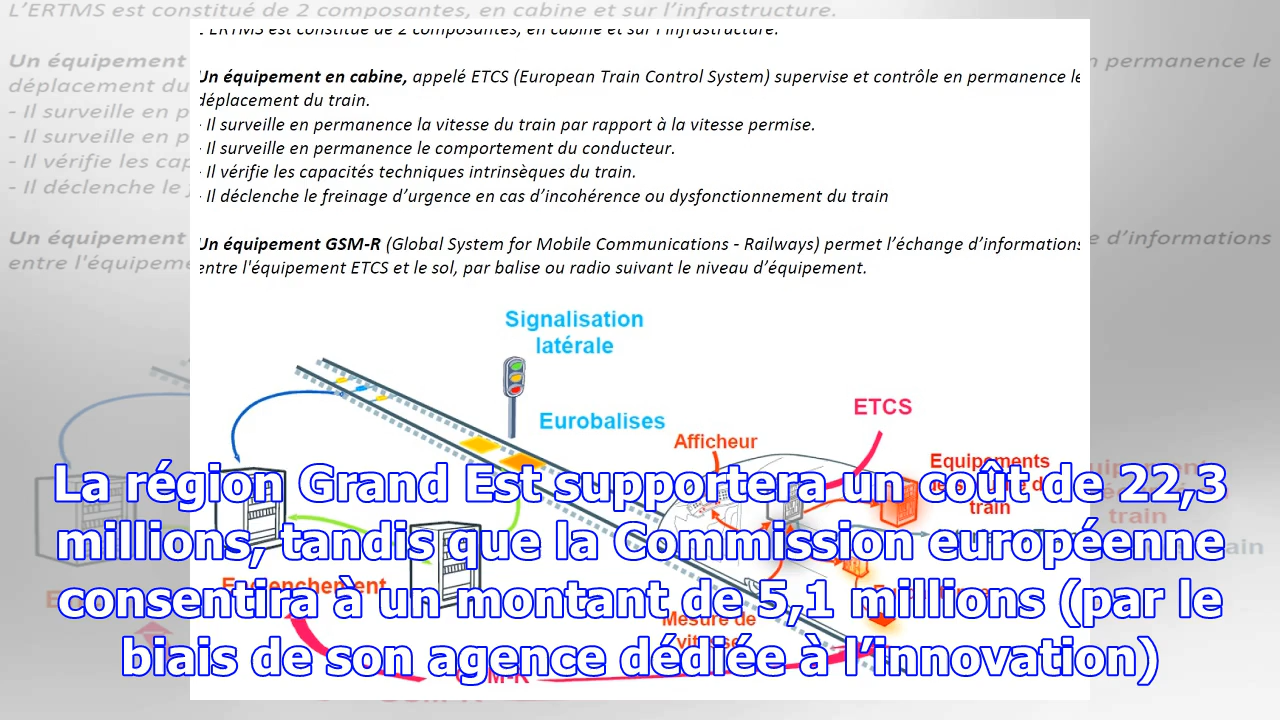 L'ERTMS est constitué de 2 composantes, en cabine et sur l'infrastructure.
Un équipement en cabine, appelé ETCS (European Train Control System) supervise et contrôle en permanence le
déplacement du train.
- Il surveille en permanence la vitesse du train par rapport à la vitesse permise.
- Il surveille en permanence le comportement du conducteur.
- Il vérifie les capacités techniques intrinsèques du train.
- Il déclenche le freinage d'urgence en cas d'incohérence ou dysfonctionnement du train
Un équipement GSM-R (Global System for Mobile Communications - Railways) permet l'échange d'informations
entre l'équipement ETCS et le sol, par balise ou radio suivant le niveau d'équipement.
Signalisation
latérale
Eurobalises
ETCS
Afficheur
Equipements
train
Mesure de
GSM-R
La région Grand Est supportera un coût de 22,3
millions, tandis que la Commission européenne
consentira à un montant de 5,1 millions (par le
biais de son agence dédiée à l'innovation)